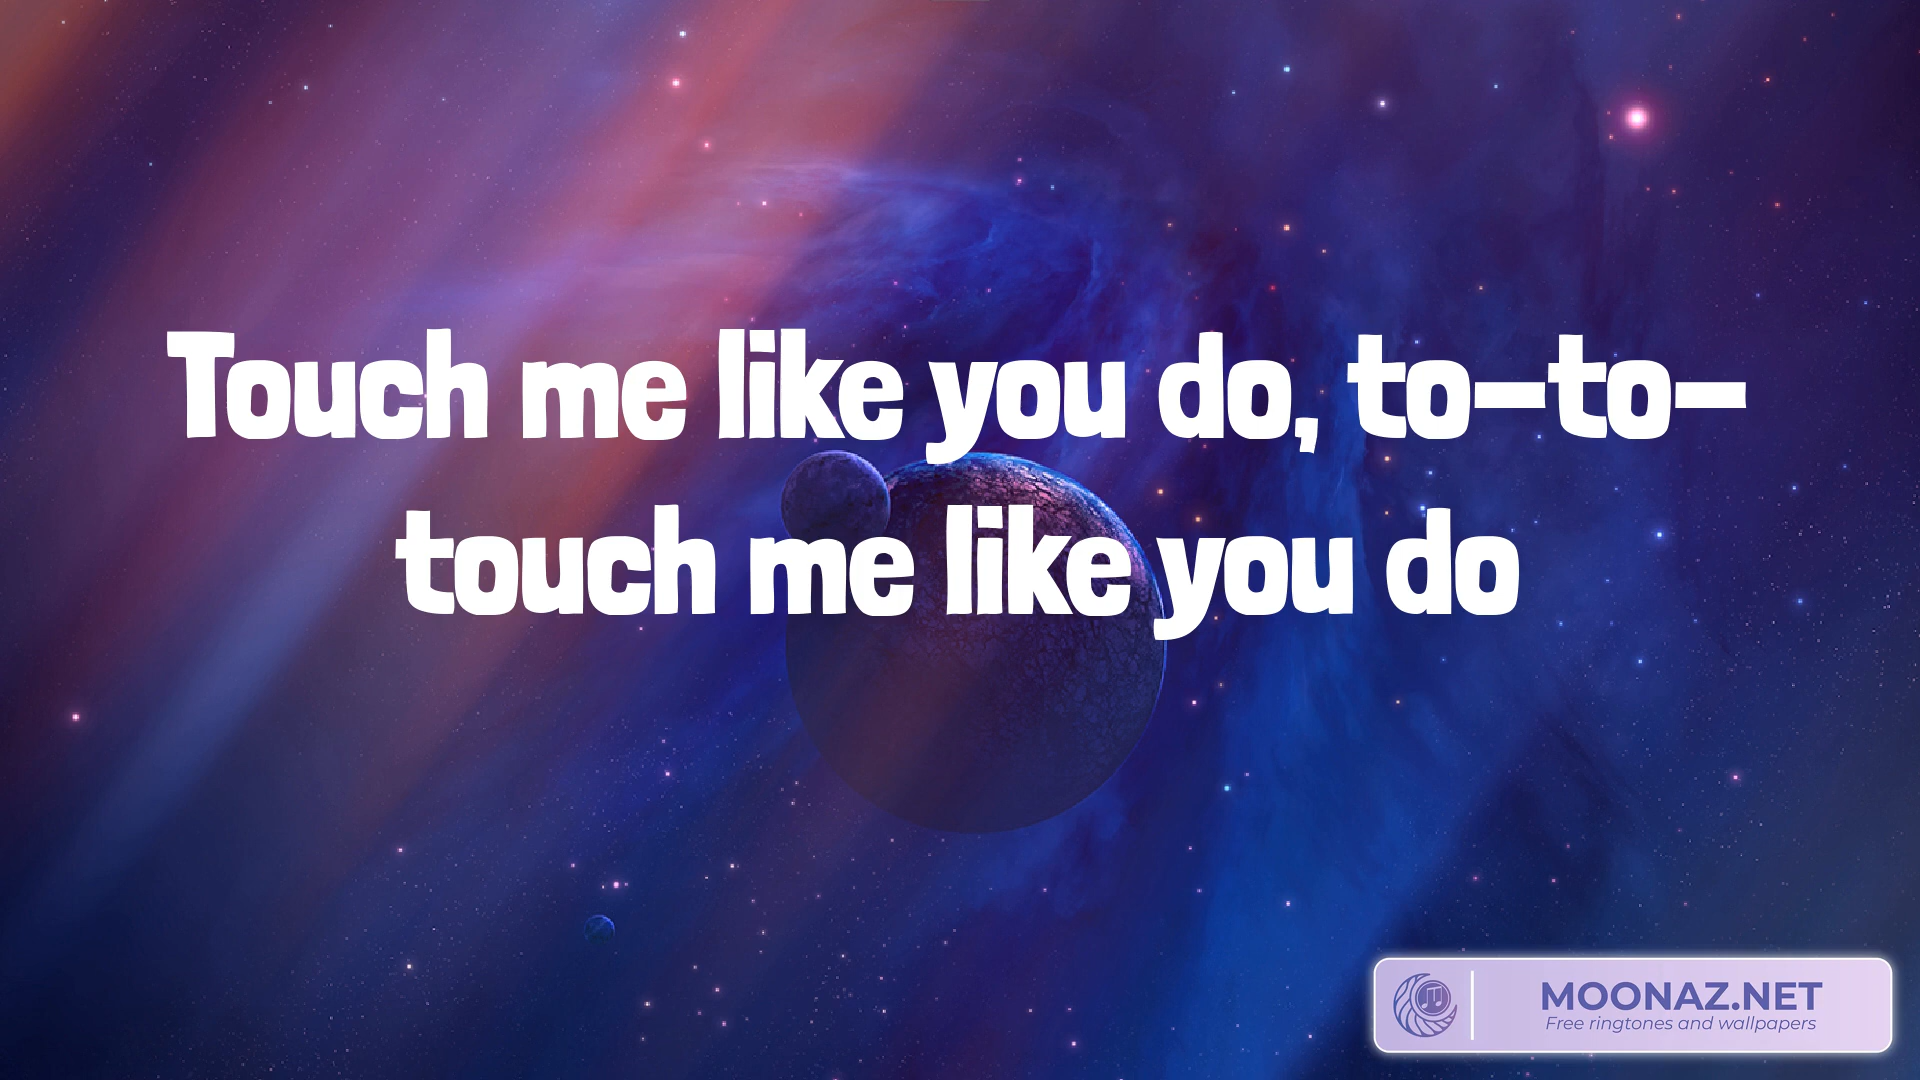 Touch me like you do, to-to-
touch me like you do
MOONAZ.NET
Free ringtones and wallpapers